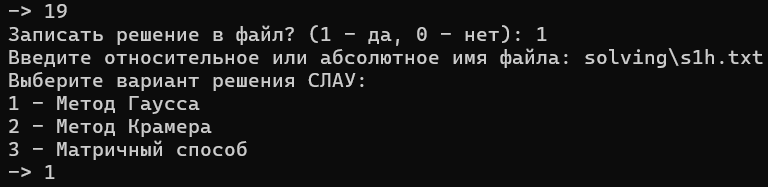 -> 19
Записать решение в файл? (1 - да, 0 - нет): 1
Введите относительное или абсолютное имя файла: solving\s1h.txt
Выберите вариант решения СЛАУ:
1 - Метод Гаусса
2 - Метод Крамера
3 - Матричный способ
-> 1